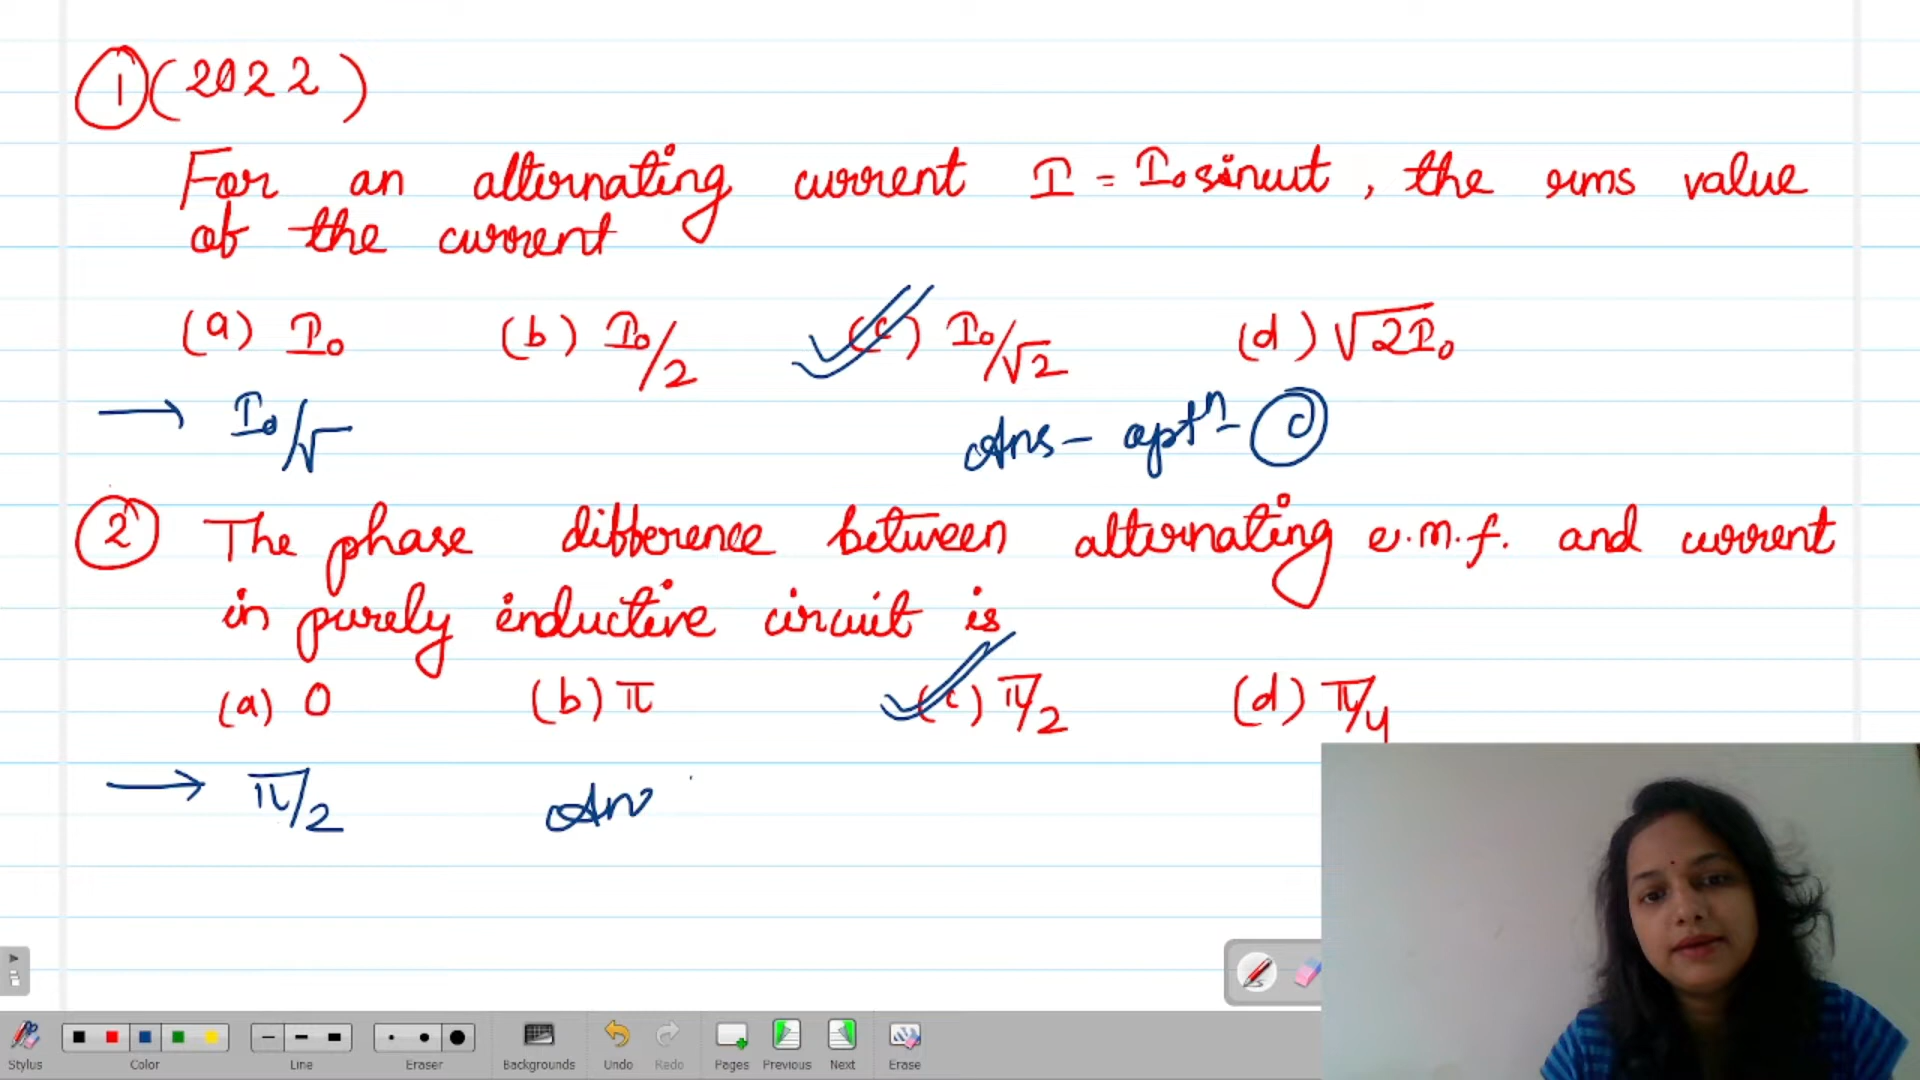 1 (2022)
For an alternating current I = I₀ sinωt, the rms value
of the current
(a) I₀ (b) I₀/2 (c) I₀/√2 (d) √2I₀
→ I₀/√
Ans - optⁿ - C
2 The phase difference between alternating e.m.f. and current
in purely inductive circuit is
(a) 0 (b) π (c) π/2 (d) π/4
→ π/2 Ans
Stylus Color Line Eraser Backgrounds Undo Redo Pages Previous Next Erase